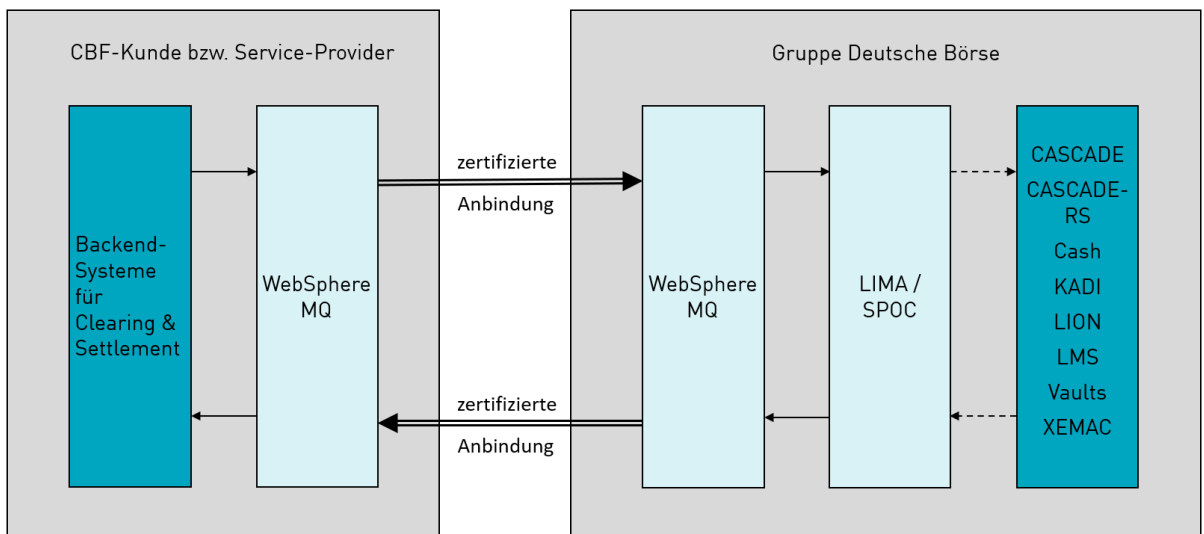 CBF-Kunde bzw. Service-Provider
Backend-
Systeme
für
Clearing &
Settlement
WebSphere
MQ
zertifizierte
Anbindung
zertifizierte
Anbindung
Gruppe Deutsche Börse
WebSphere
MQ
LIMA /
SPOC
CASCADE
CASCADE-
RS
Cash
KADI
LION
LMS
Vaults
XEMAC